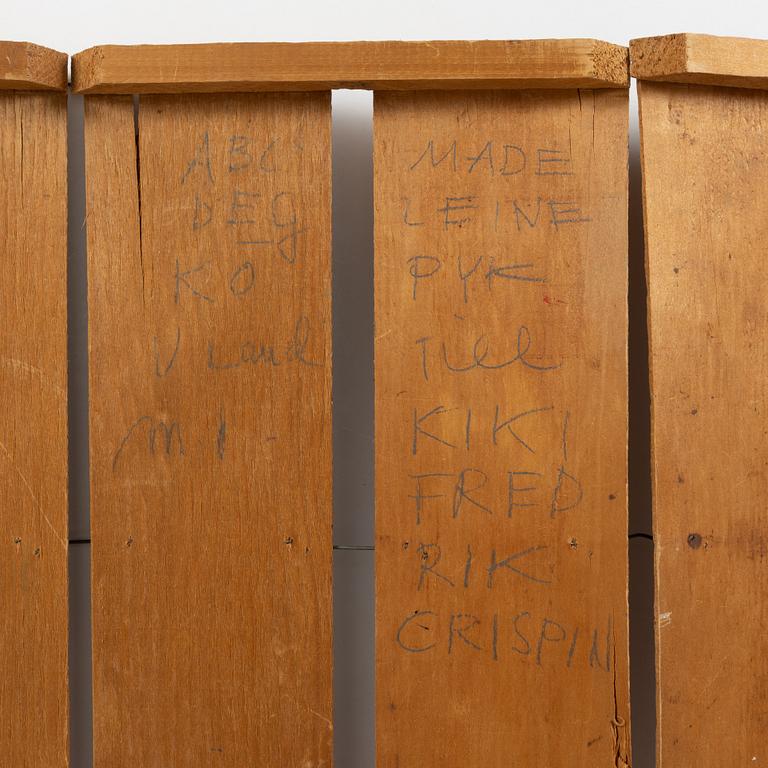 ABC
DEG
KO
V Land
M I -
MADE
LEINE
PYK
Till
KIKI
FRED
RIK
CRISPIN